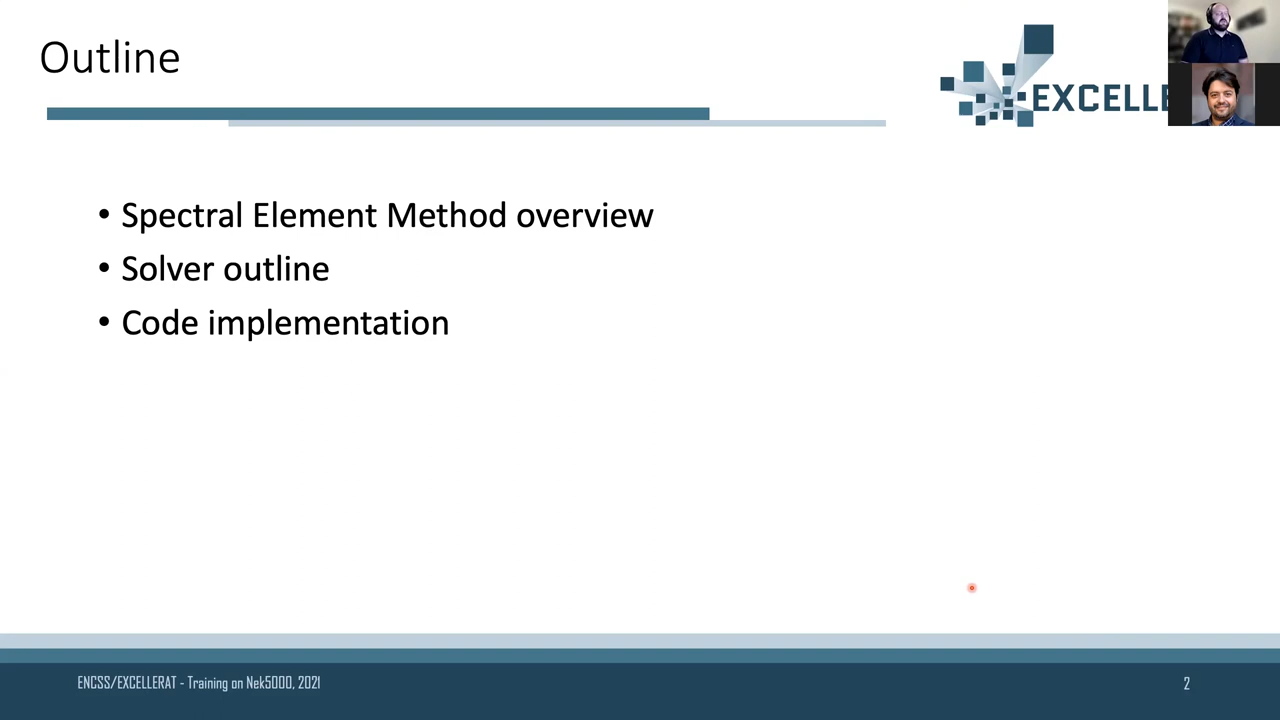 Outline
EXCELLE
• Spectral Element Method overview
• Solver outline
• Code implementation
ENCSS/EXCELLERAT - Training on Nek5000, 2021
2